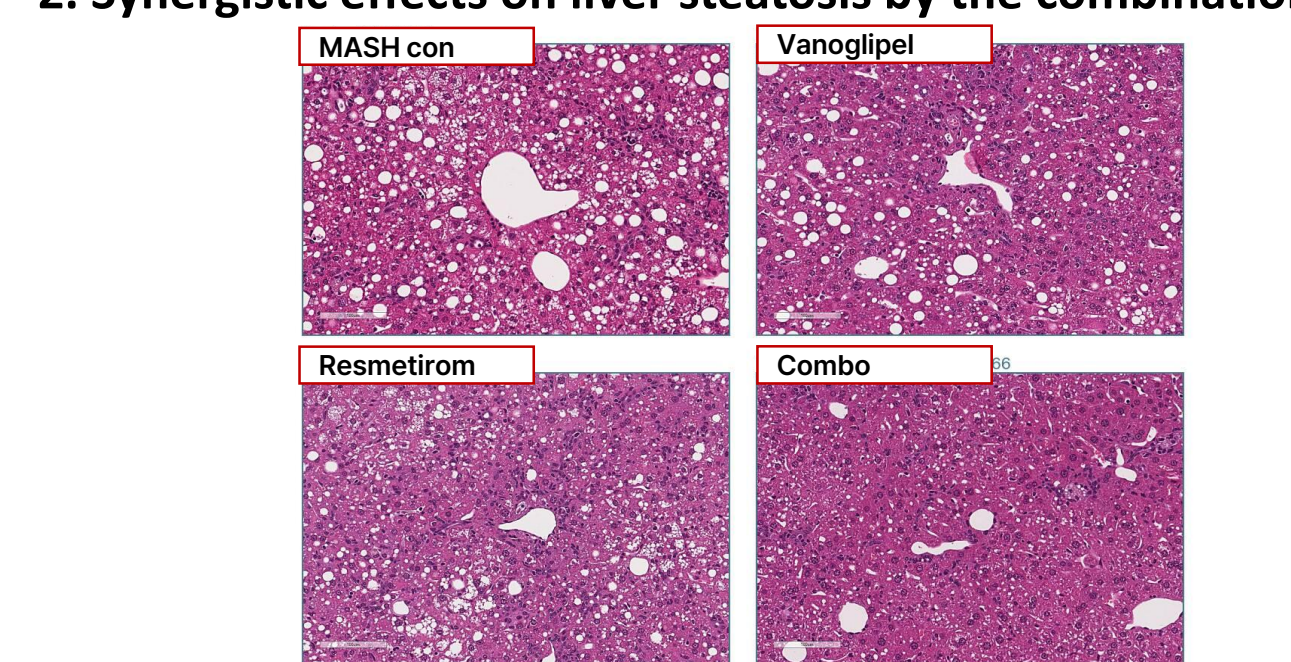 2. Synergistic effects on liver steatosis by the combination
MASH con
Vanoglipel
Resmetirom
Combo
66